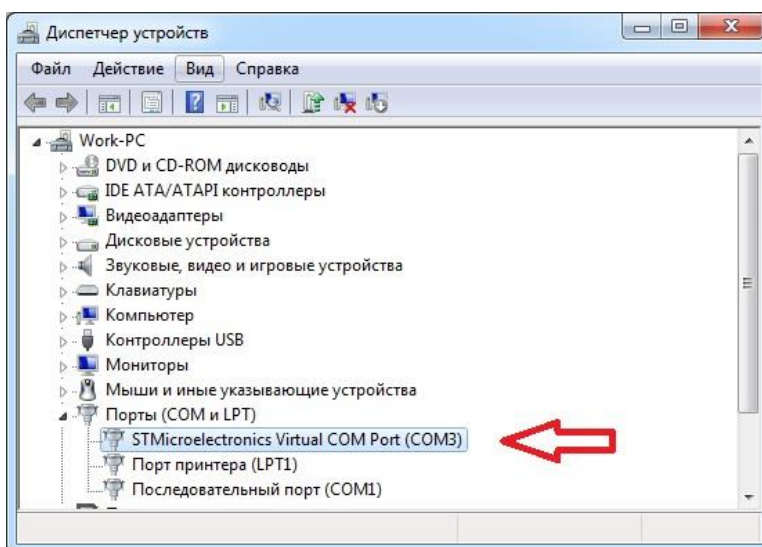 Диспетчер устройств
Файл Действие Вид Справка
Work-PC
DVD и CD-ROM дисководы
IDE ATA/ATAPI контроллеры
Видеоадаптеры
Дисковые устройства
Звуковые, видео и игровые устройства
Клавиатуры
Компьютер
Контроллеры USB
Мониторы
Мыши и иные указывающие устройства
Порты (COM и LPT)
STMicroelectronics Virtual COM Port (COM3)
Порт принтера (LPT1)
Последовательный порт (COM1)